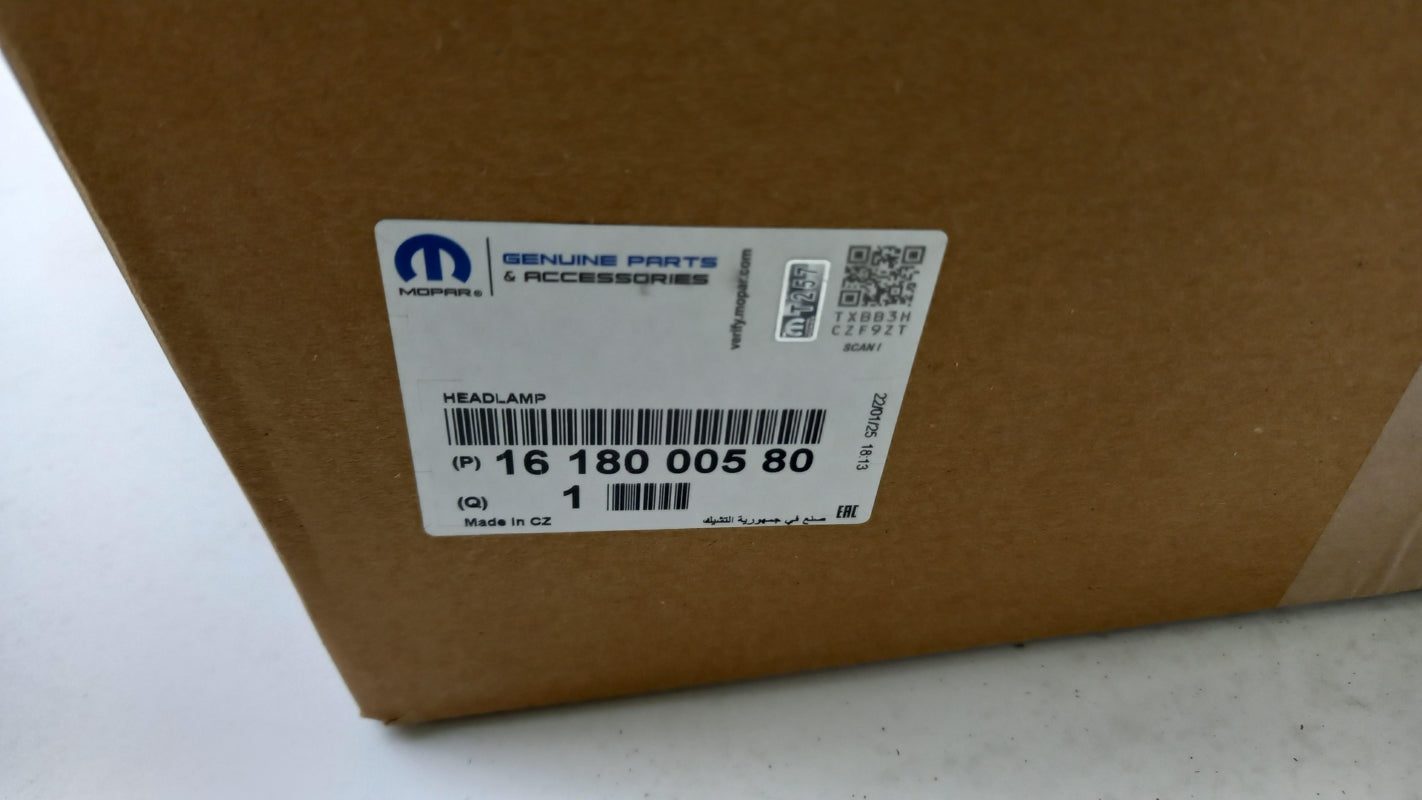 MOPAR®
GENUINE PARTS
& ACCESSORIES
verify.mopar.com
m T257
TXBB3H
CZF9ZT
SCAN!
HEADLAMP
22/01/25 18:13
(P) 16 180 005 80
(Q) 1
Made in CZ
صنع في جمهورية التشيك
EAC